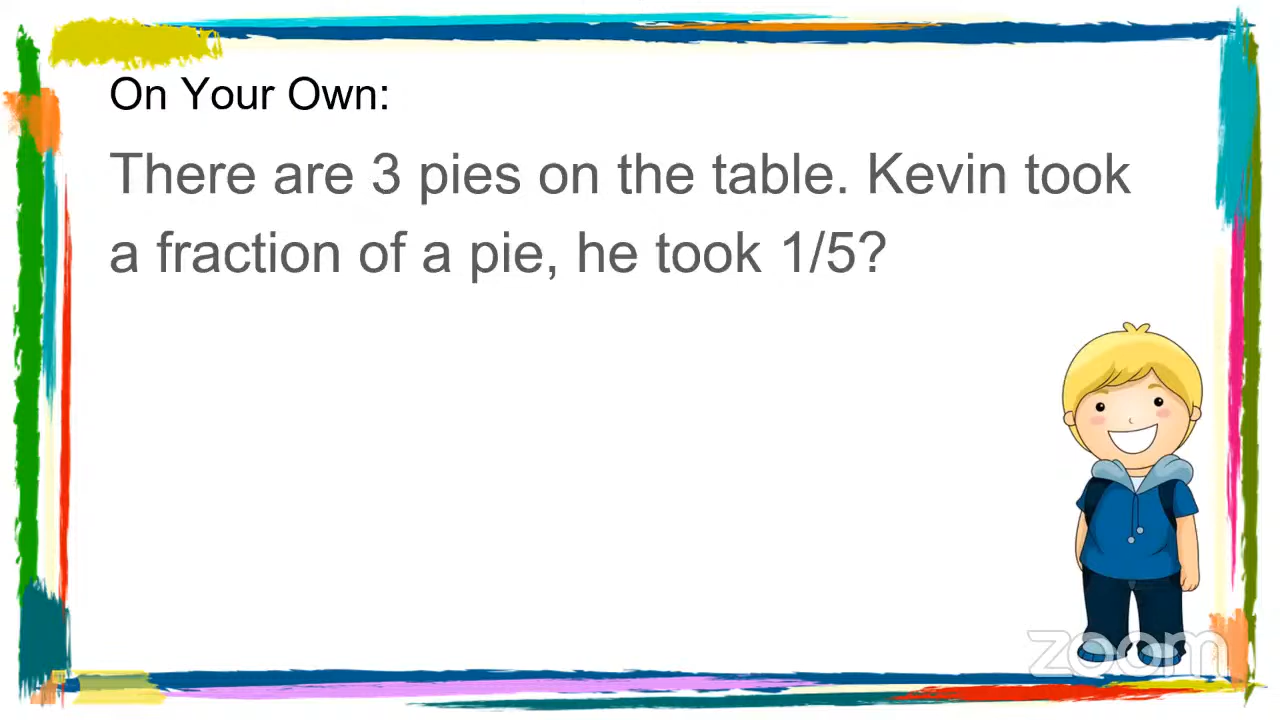 On Your Own:
There are 3 pies on the table. Kevin took
a fraction of a pie, he took 1/5?
zoom